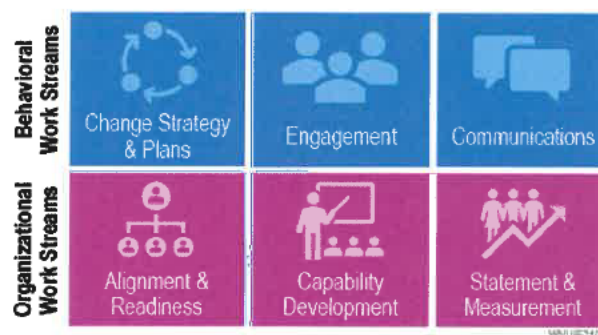 Behavioral
Work Streams
Change Strategy
& Plans
Engagement
Communications
Organizational
Work Streams
Alignment &
Readiness
Capability
Development
Statement &
Measurement